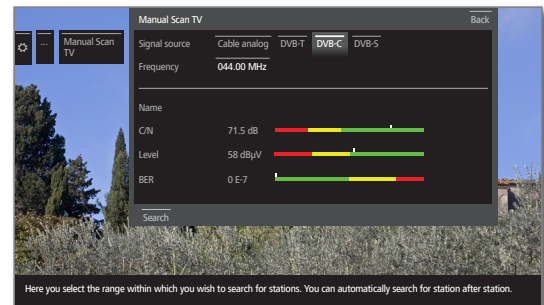 Manual Scan TV Back
... Manual Scan
TV
Signal source Cable analog DVB-T DVB-C DVB-S
Frequency 044.00 MHz
Name
C/N 71.5 dB
Level 58 dBµV
BER 0 E-7
Search
Here you select the range within which you wish to search for stations. You can automatically search for station after station.